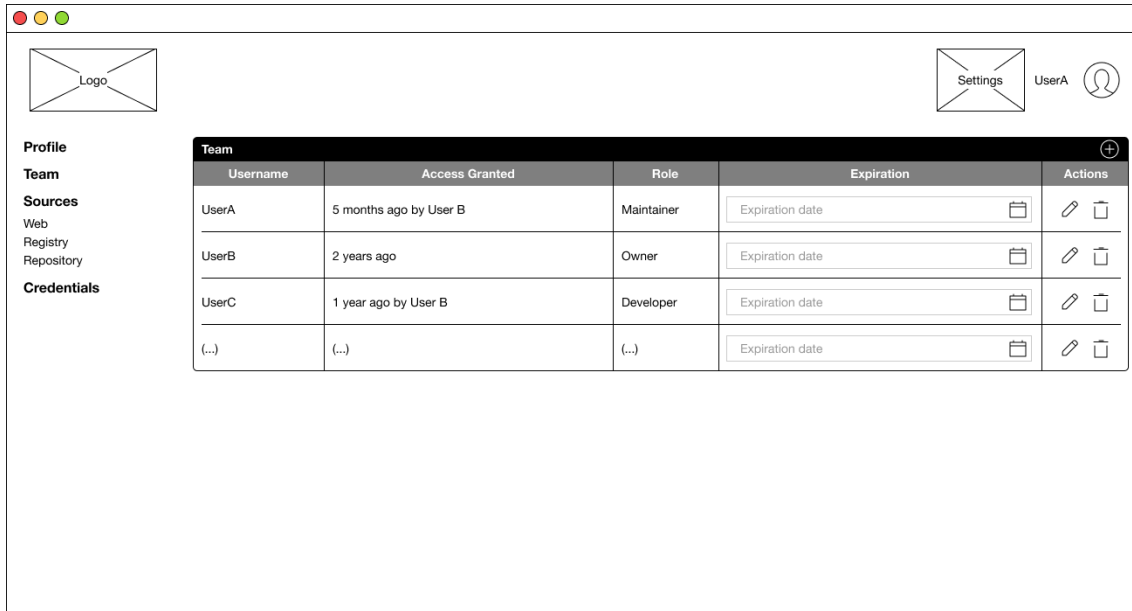 Logo
Settings
UserA
Profile
Team
Sources
Web
Registry
Repository
Credentials
Team
Username Access Granted Role Expiration Actions
UserA 5 months ago by User B Maintainer Expiration date
UserB 2 years ago Owner Expiration date
UserC 1 year ago by User B Developer Expiration date
(...) (...) (...) Expiration date